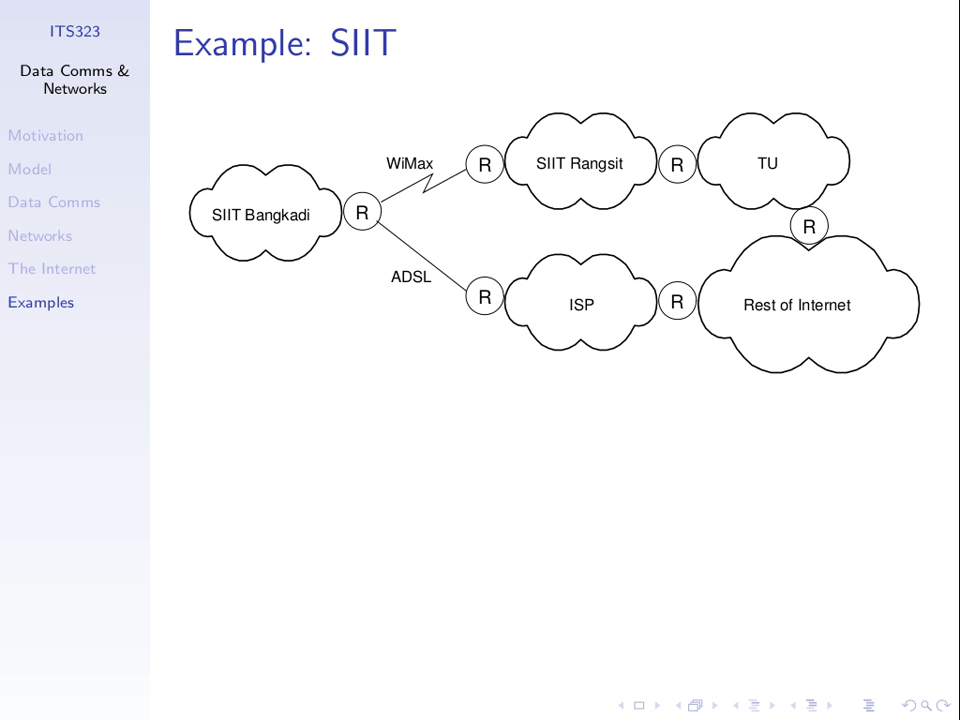 ITS323
Data Comms &
Networks
Motivation
Model
Data Comms
Networks
The Internet
Examples
Example: SIIT
WiMax
R
SIIT Rangsit
R
TU
SIIT Bangkadi
R
R
ADSL
R
ISP
R
Rest of Internet